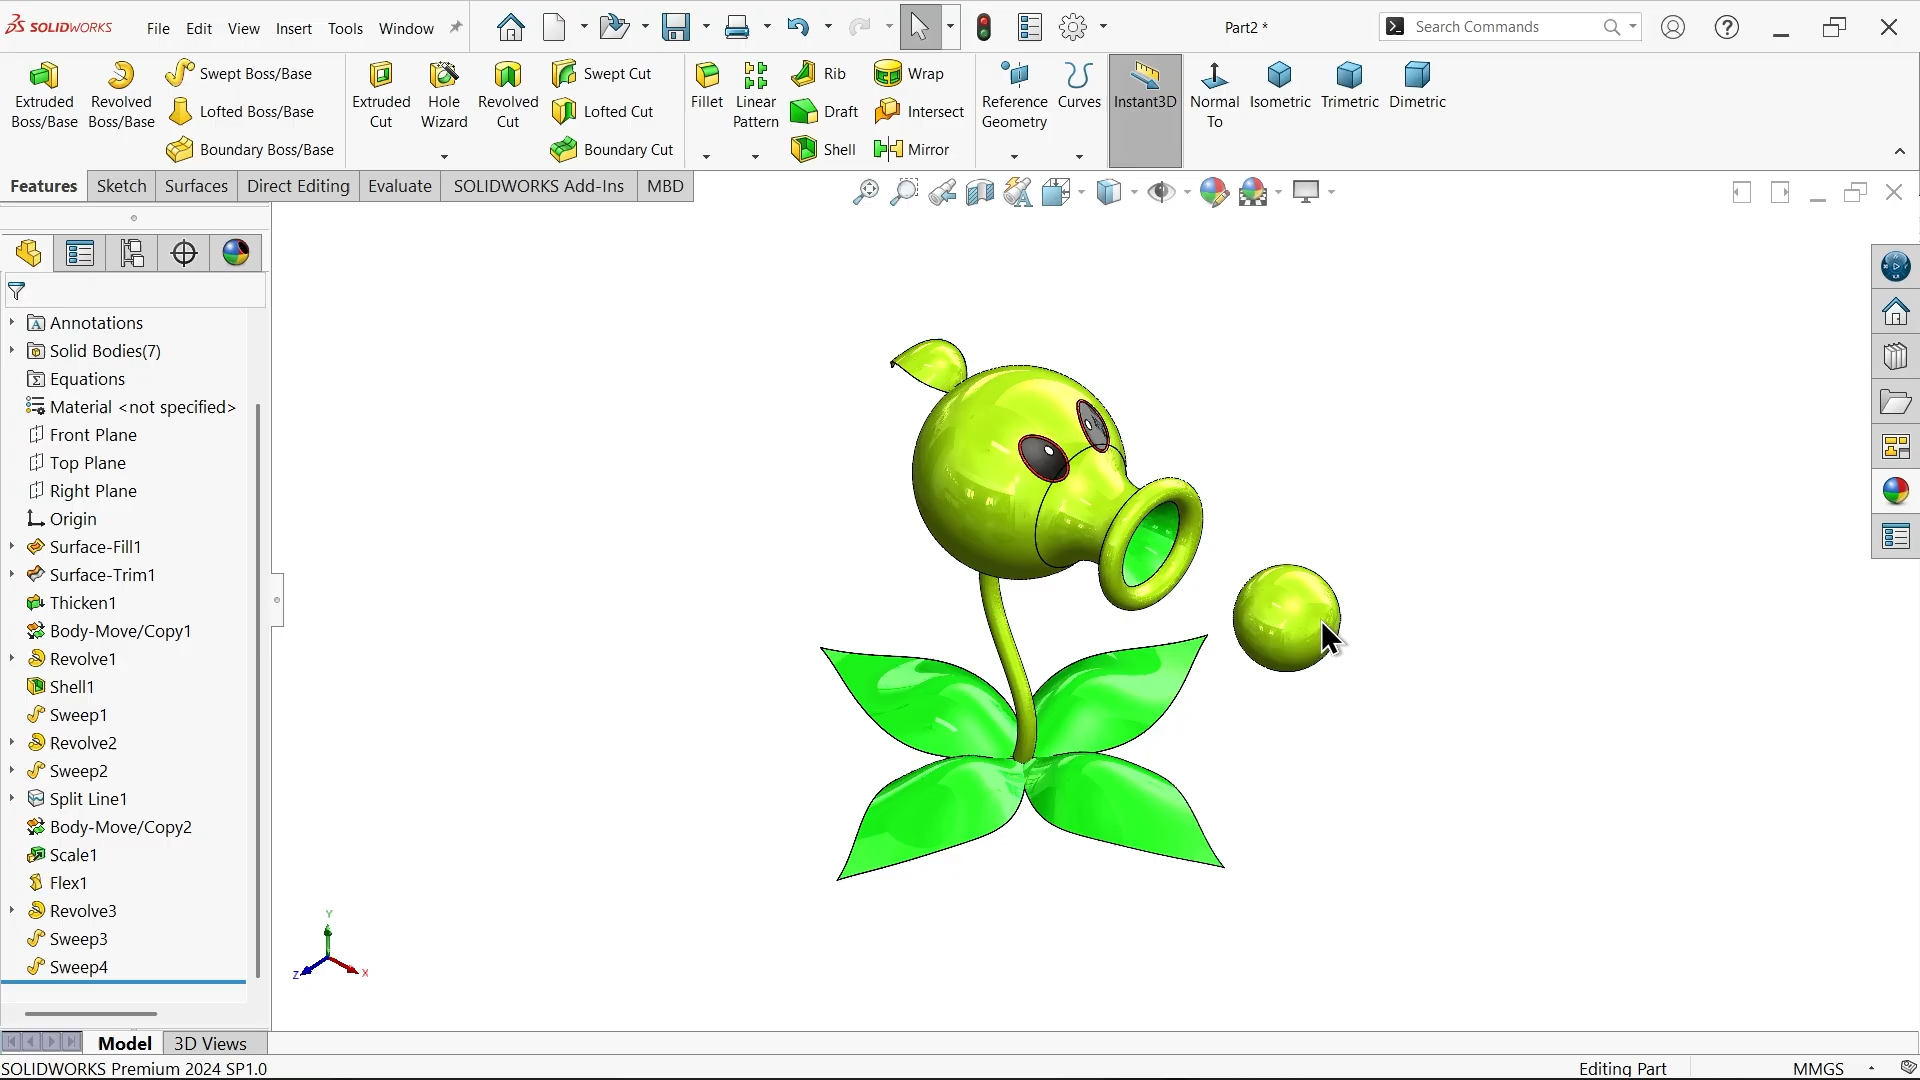 SOLIDWORKS File Edit View Insert Tools Window Part2 * Search Commands
Extruded Boss/Base
Revolved Boss/Base
Swept Boss/Base
Lofted Boss/Base
Boundary Boss/Base
Extruded Cut
Hole Wizard
Revolved Cut
Swept Cut
Lofted Cut
Boundary Cut
Fillet
Linear Pattern
Rib
Draft
Shell
Wrap
Intersect
Mirror
Reference Geometry
Curves
Instant3D
Normal To
Isometric
Trimetric
Dimetric
Features Sketch Surfaces Direct Editing Evaluate SOLIDWORKS Add-Ins MBD
Annotations
Solid Bodies(7)
Equations
Material <not specified>
Front Plane
Top Plane
Right Plane
Origin
Surface-Fill1
Surface-Trim1
Thicken1
Body-Move/Copy1
Revolve1
Shell1
Sweep1
Revolve2
Sweep2
Split Line1
Body-Move/Copy2
Scale1
Flex1
Revolve3
Sweep3
Sweep4
Y
Z X
Model 3D Views
SOLIDWORKS Premium 2024 SP1.0 Editing Part MMGS